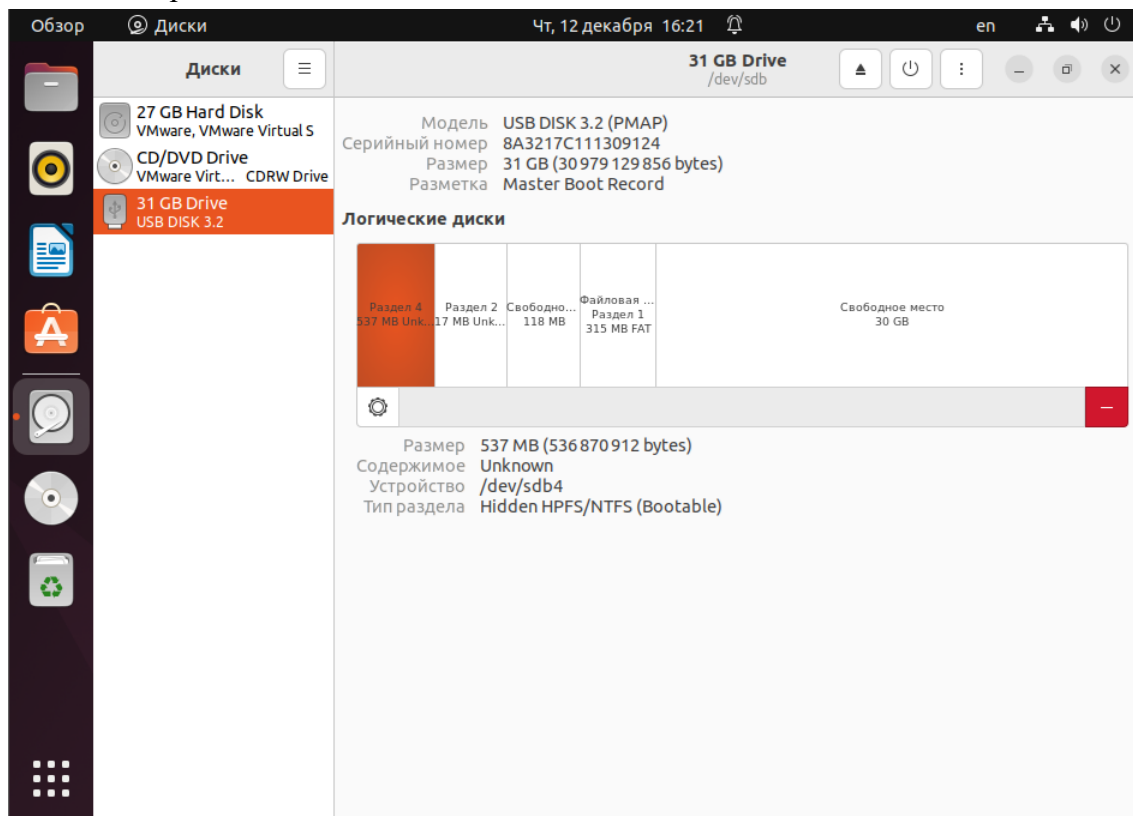 Обзор
Диски
Чт, 12 декабря 16:21
en
Диски
31 GB Drive
/dev/sdb
27 GB Hard Disk
VMware, VMware Virtual S
CD/DVD Drive
VMware Virt... CDRW Drive
31 GB Drive
USB DISK 3.2
Модель USB DISK 3.2 (PMAP)
Серийный номер 8A3217C111309124
Размер 31 GB (30 979 129 856 bytes)
Разметка Master Boot Record
Логические диски
Раздел 4
537 MB Unk...
Раздел 2
17 MB Unk...
Свободно...
118 MB
Файловая ...
Раздел 1
315 MB FAT
Свободное место
30 GB
Размер 537 MB (536 870 912 bytes)
Содержимое Unknown
Устройство /dev/sdb4
Тип раздела Hidden HPFS/NTFS (Bootable)